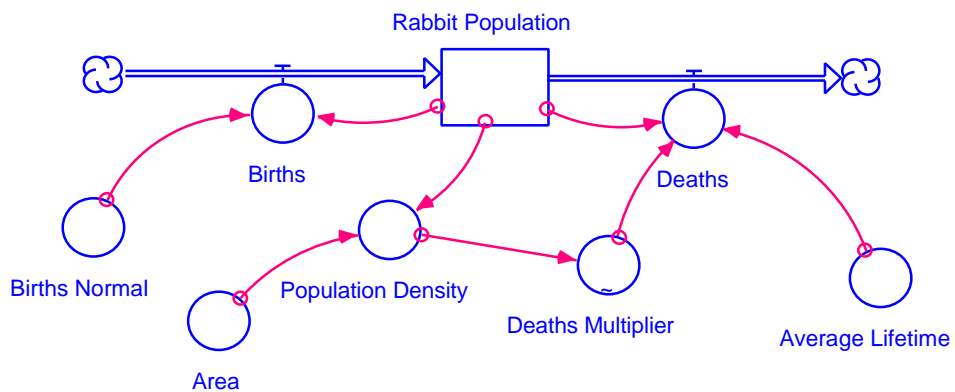 Rabbit Population
Births
Deaths
Births Normal
Population Density
~
Deaths Multiplier
Average Lifetime
Area